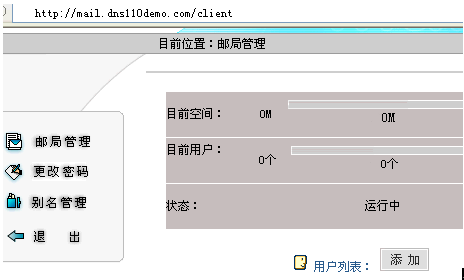 http://mail.dns110demo.com/client
目前位置：邮局管理
邮局管理
更改密码
别名管理
退 出
目前空间： 0M 0M
目前用户： 0个 0个
状态： 运行中
用户列表： 添 加